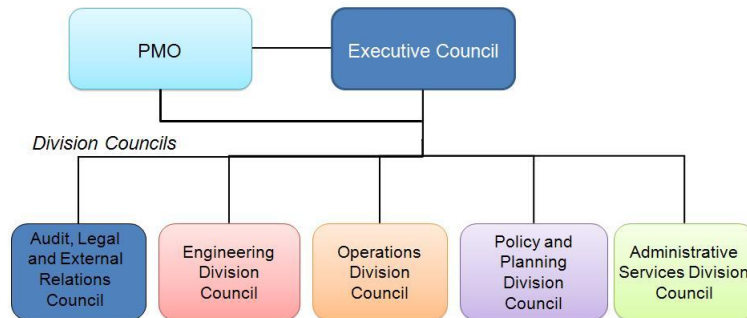 PMO
Executive Council
Division Councils
Audit, Legal
and External
Relations
Council
Engineering
Division
Council
Operations
Division
Council
Policy and
Planning
Division
Council
Administrative
Services Division
Council